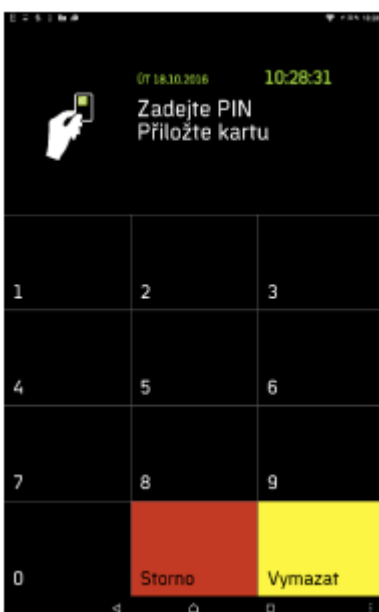 ÚT 18.10.2016 10:28:31
Zadejte PIN
Přiložte kartu
1 2 3
4 5 6
7 8 9
0 Storno Vymazat